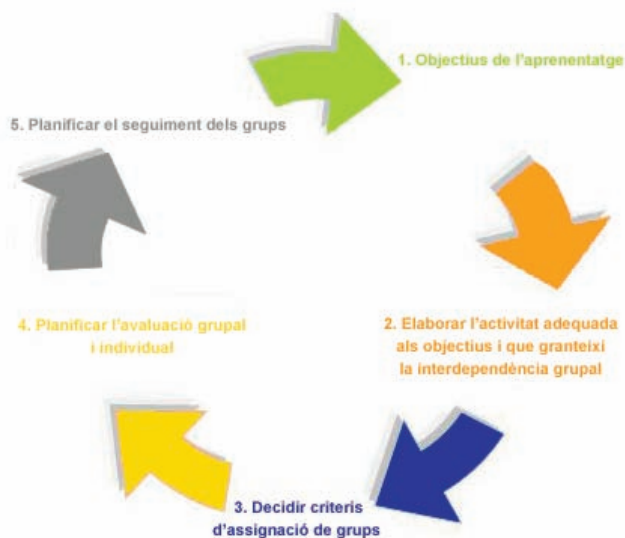 1. Objectius de l'aprenentatge
2. Elaborar l'activitat adequada
als objectius i que granteixi
la interdependència grupal
3. Decidir criteris
d'assignació de grups
4. Planificar l'avaluació grupal
i individual
5. Planificar el seguiment dels grups